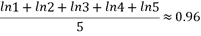 (ln1 + ln2 + ln3 + ln4 + ln5) / 5 ≈ 0.96